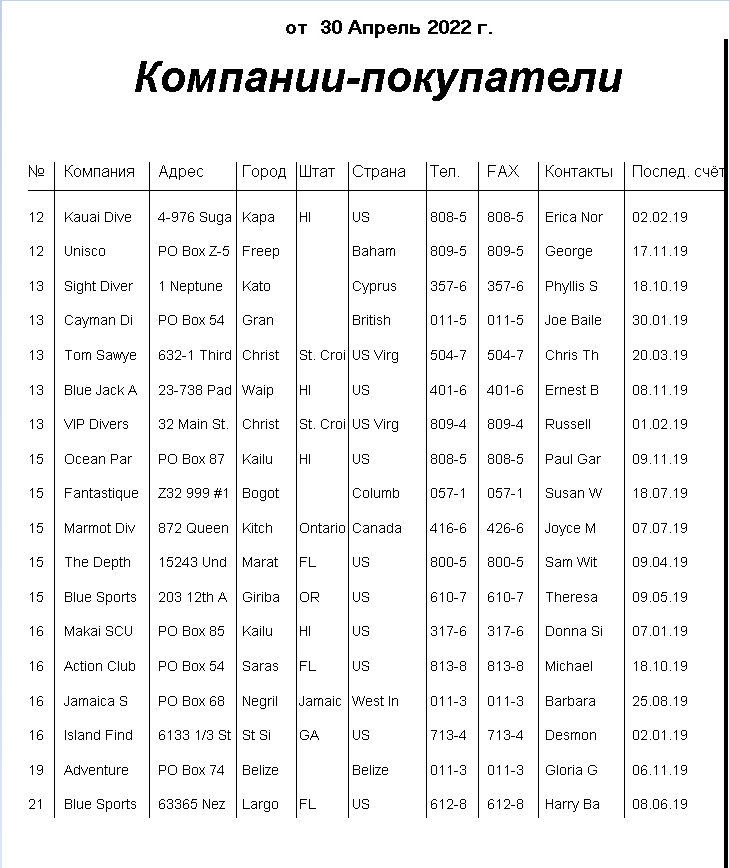 от 30 Апрель 2022 г.
Компании-покупатели
№ Компания Адрес Город Штат Страна Тел. FAX Контакты Послед. счёт
12 Kauai Dive 4-976 Suga Kapa HI US 808-5 808-5 Erica Nor 02.02.19
12 Unisco PO Box Z-5 Freep Baham 809-5 809-5 George 17.11.19
13 Sight Diver 1 Neptune Kato Cyprus 357-6 357-6 Phyllis S 18.10.19
13 Cayman Di PO Box 54 Gran British 011-5 011-5 Joe Baile 30.01.19
13 Tom Sawye 632-1 Third Christ St. Croi US Virg 504-7 504-7 Chris Th 20.03.19
13 Blue Jack A 23-738 Pad Waip HI US 401-6 401-6 Ernest B 08.11.19
13 VIP Divers 32 Main St. Christ St. Croi US Virg 809-4 809-4 Russell 01.02.19
15 Ocean Par PO Box 87 Kailu HI US 808-5 808-5 Paul Gar 09.11.19
15 Fantastique Z32 999 #1 Bogot Columb 057-1 057-1 Susan W 18.07.19
15 Marmot Div 872 Queen Kitch Ontario Canada 416-6 426-6 Joyce M 07.07.19
15 The Depth 15243 Und Marat FL US 800-5 800-5 Sam Wit 09.04.19
15 Blue Sports 203 12th A Giriba OR US 610-7 610-7 Theresa 09.05.19
16 Makai SCU PO Box 85 Kailu HI US 317-6 317-6 Donna Si 07.01.19
16 Action Club PO Box 54 Saras FL US 813-8 813-8 Michael 18.10.19
16 Jamaica S PO Box 68 Negril Jamaic West In 011-3 011-3 Barbara 25.08.19
16 Island Find 6133 1/3 St St Si GA US 713-4 713-4 Desmon 02.01.19
19 Adventure PO Box 74 Belize Belize 011-3 011-3 Gloria G 06.11.19
21 Blue Sports 63365 Nez Largo FL US 612-8 612-8 Harry Ba 08.06.19